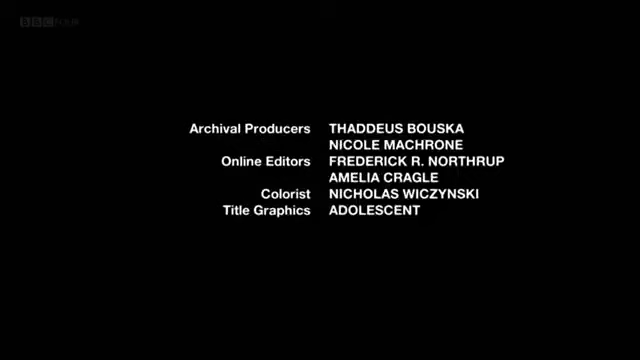 BBC
Archival Producers THADDEUS BOUSKA
NICOLE MACHRONE
Online Editors FREDERICK R. NORTHRUP
AMELIA CRAGLE
Colorist NICHOLAS WICZYNSKI
Title Graphics ADOLESCENT